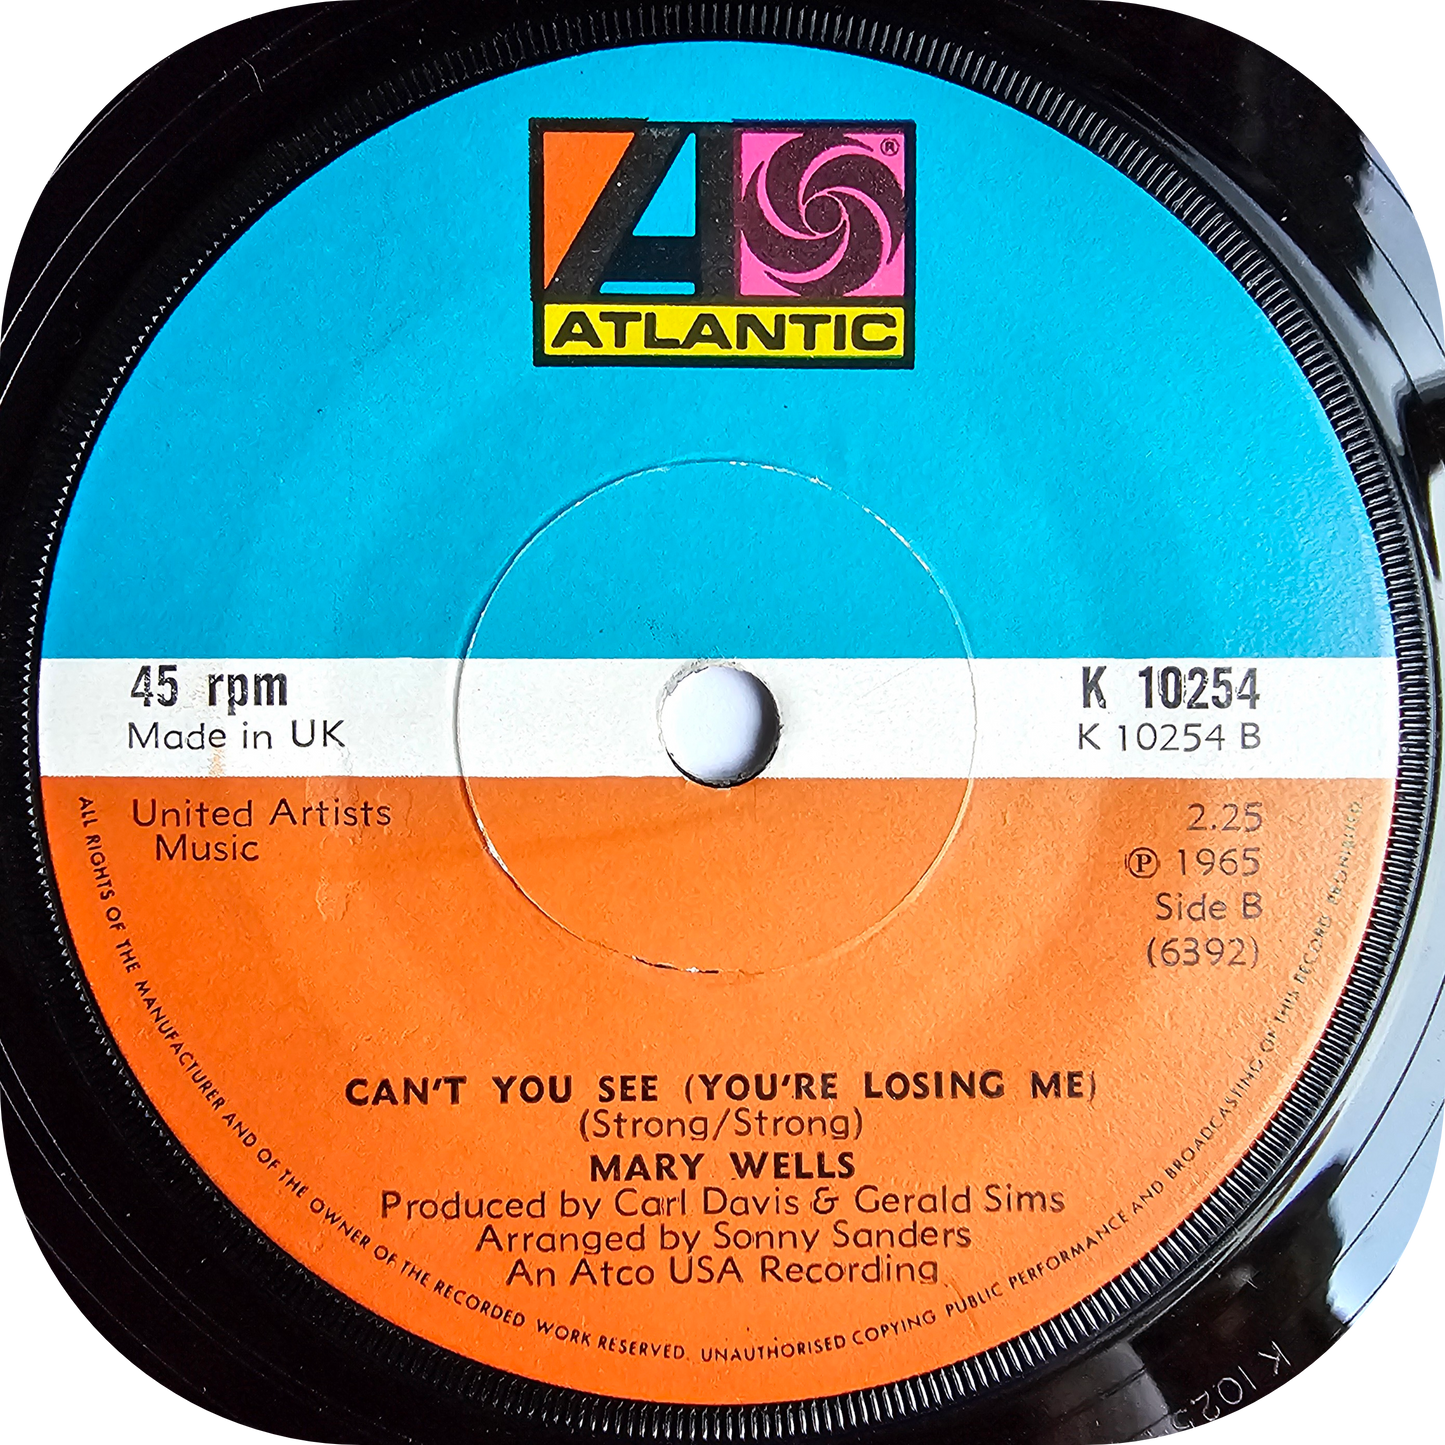 ATLANTIC
®
45 rpm
Made in UK
K 10254
K 10254 B
United Artists
Music
2.25
℗ 1965
Side B
(6392)
CAN'T YOU SEE (YOU'RE LOSING ME)
(Strong/Strong)
MARY WELLS
Produced by Carl Davis & Gerald Sims
Arranged by Sonny Sanders
An Atco USA Recording
ALL RIGHTS OF THE MANUFACTURER AND OF THE OWNER OF THE RECORDED WORK RESERVED. UNAUTHORISED COPYING PUBLIC PERFORMANCE AND BROADCASTING OF THIS RECORD PROHIBITED
K 102